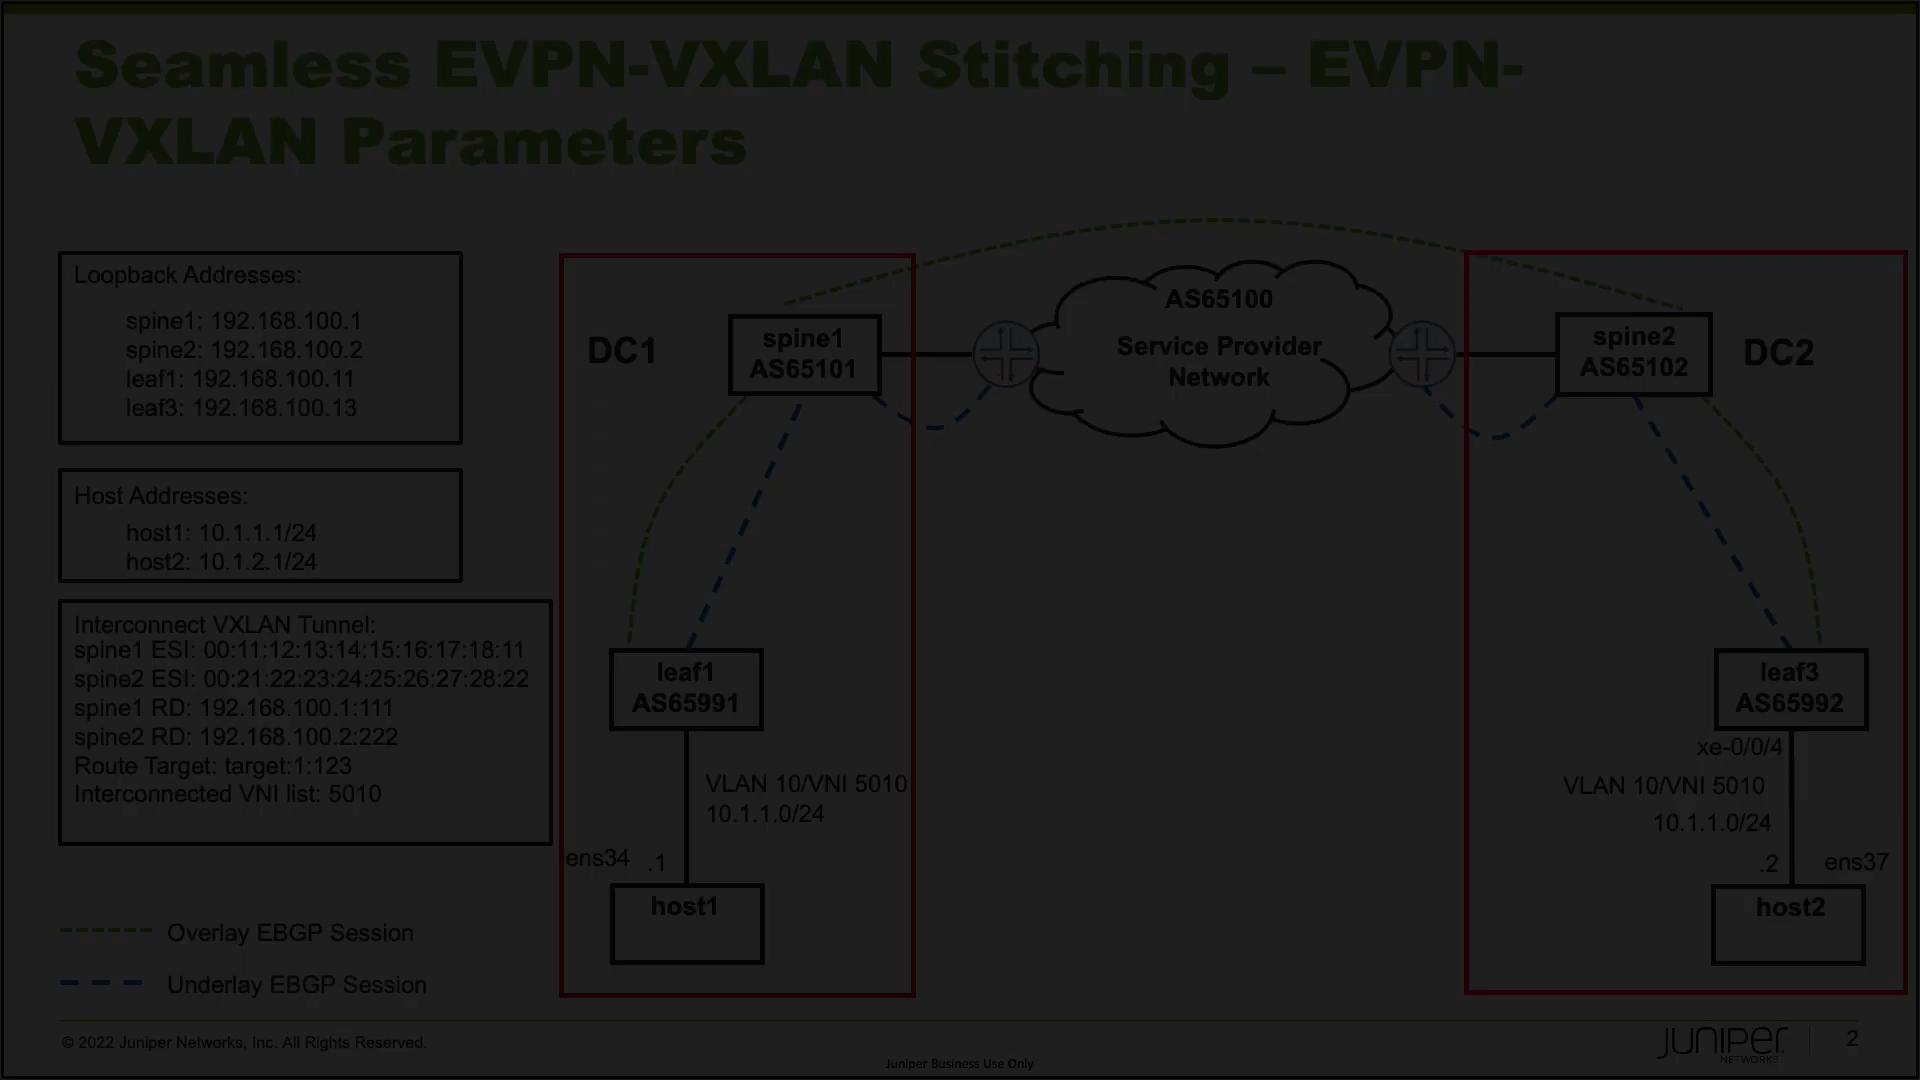 Seamless EVPN-VXLAN Stitching – EVPN-
VXLAN Parameters
Loopback Addresses:
spine1: 192.168.100.1
spine2: 192.168.100.2
leaf1: 192.168.100.11
leaf3: 192.168.100.13
Host Addresses:
host1: 10.1.1.1/24
host2: 10.1.2.1/24
Interconnect VXLAN Tunnel:
spine1 ESI: 00:11:12:13:14:15:16:17:18:11
spine2 ESI: 00:21:22:23:24:25:26:27:28:22
spine1 RD: 192.168.100.1:111
spine2 RD: 192.168.100.2:222
Route Target: target:1:123
Interconnected VNI list: 5010
Overlay EBGP Session
Underlay EBGP Session
DC1
spine1
AS65101
AS65100
Service Provider
Network
spine2
AS65102
DC2
leaf1
AS65991
VLAN 10/VNI 5010
10.1.1.0/24
ens34
.1
host1
leaf3
AS65992
xe-0/0/4
VLAN 10/VNI 5010
10.1.1.0/24
.2
ens37
host2
© 2022 Juniper Networks, Inc. All Rights Reserved.
Juniper Business Use Only
JUNIPER
NETWORKS
2